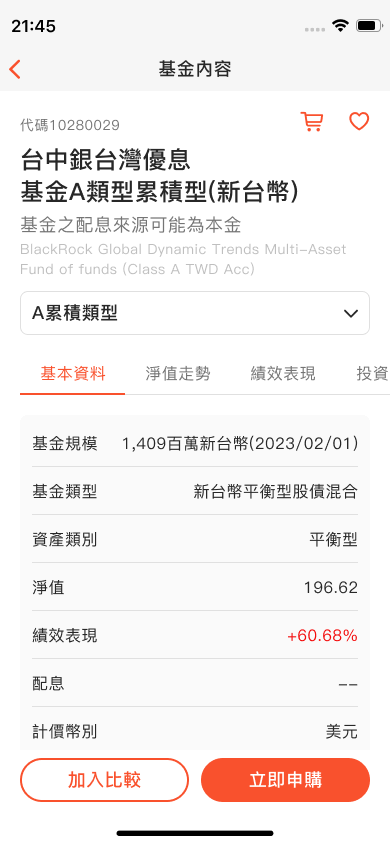 21:45
基金內容
代碼10280029
台中銀台灣優息
基金A類型累積型(新台幣)
基金之配息來源可能為本金
BlackRock Global Dynamic Trends Multi-Asset
Fund of funds (Class A TWD Acc)
A累積類型
基本資料 淨值走勢 績效表現 投資
基金規模 1,409百萬新台幣(2023/02/01)
基金類型 新台幣平衡型股債混合
資產類別 平衡型
淨值 196.62
績效表現 +60.68%
配息 --
計價幣別 美元
加入比較 立即申購